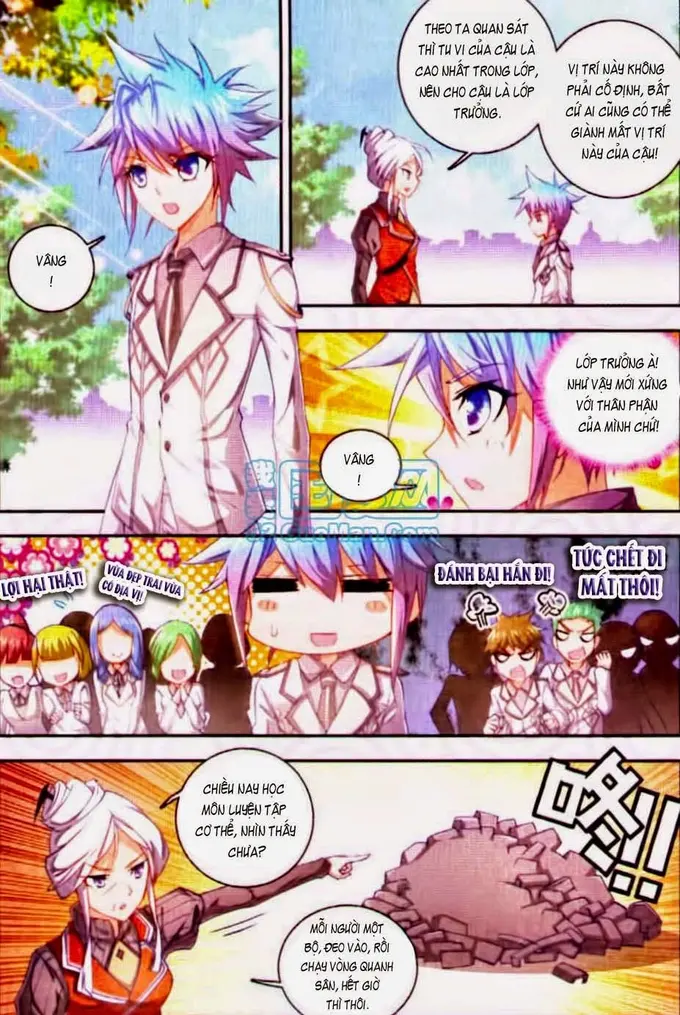 THEO TA QUAN SÁT
THÌ TU VI CỦA CẬU LÀ
CAO NHẤT TRONG LỚP,
NÊN CHO CẬU LÀ LỚP
TRƯỞNG.
VỊ TRÍ NÀY KHÔNG
PHẢI CỐ ĐỊNH, BẤT
CỨ AI CŨNG CÓ THỂ
GIÀNH MẤT VỊ TRÍ
NÀY CỦA CẬU!
VÂNG
!
LỚP TRƯỞNG À!
NHƯ VẬY MỚI XỨNG
VỚI THÂN PHẬN
CỦA MÌNH CHỨ!
VÂNG
!
LỢI HẠI THẬT!
VỪA ĐẸP TRAI VỪA
CÓ ĐỊA VỊ!
ĐÁNH BẠI HẮN ĐI!
TỨC CHẾT ĐI
MẤT THÔI!
CHIỀU NAY HỌC
MÔN LUYỆN TẬP
CƠ THỂ, NHÌN THẤY
CHƯA?
咚!!
MỖI NGƯỜI MỘT
BỘ, ĐEO VÀO, RỒI
CHẠY VÒNG QUANH
SÂN, HẾT GIỜ
THÌ THÔI.